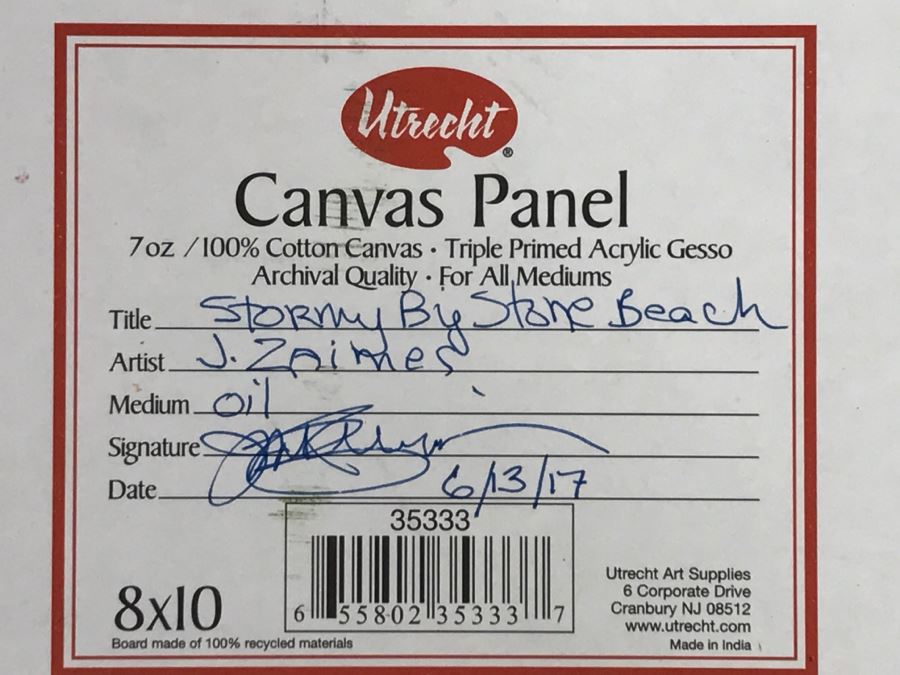 Utrecht®
Canvas Panel
7 oz / 100% Cotton Canvas • Triple Primed Acrylic Gesso
Archival Quality • For All Mediums
Title Stormy By Stone Beach
Artist J. Zaimes
Medium oil
Signature
Date 6/13/17
35333
6 55802 35333 7
8x10
Board made of 100% recycled materials
Utrecht Art Supplies
6 Corporate Drive
Cranbury NJ 08512
www.utrecht.com
Made in India